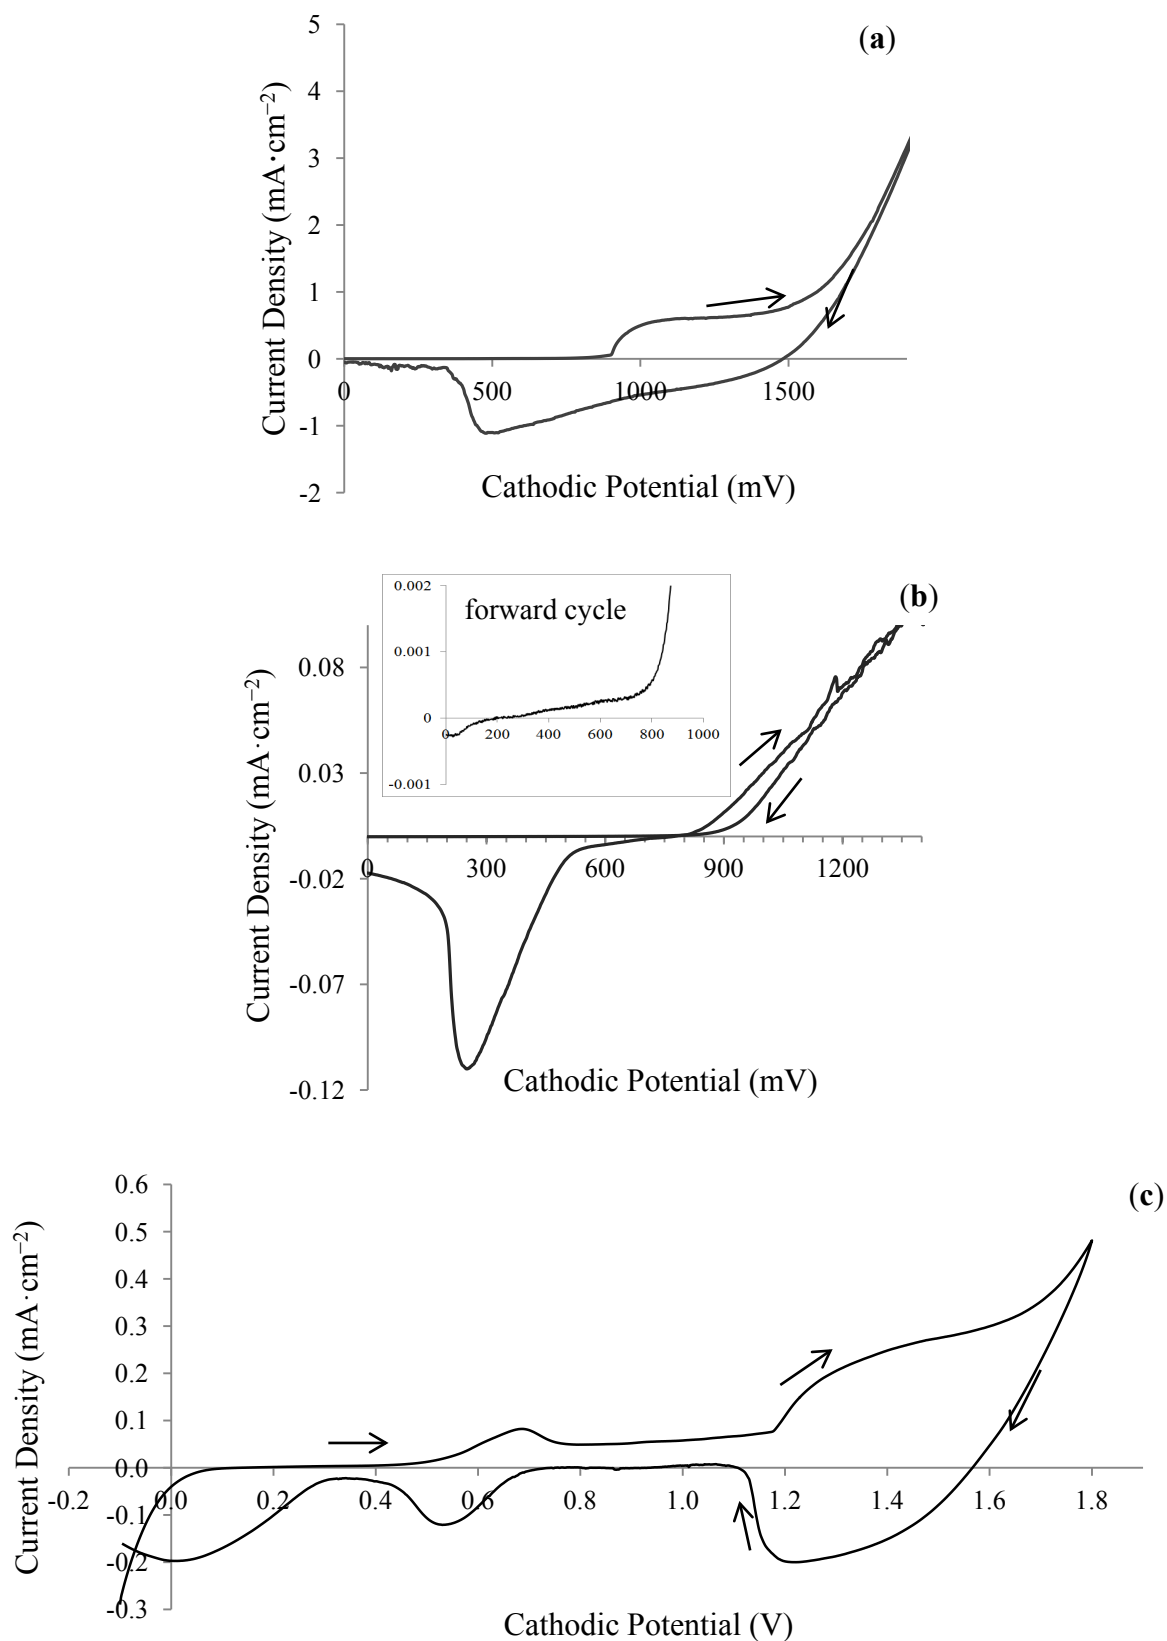 (a)
5
4
3
2
1
0
-1
-2
0 500 1000 1500
Current Density (mA·cm−2)
Cathodic Potential (mV)
(b)
0.08
0.03
-0.02
-0.07
-0.12
0 300 600 900 1200
Current Density (mA·cm−2)
Cathodic Potential (mV)
forward cycle
0.002
0.001
0
-0.001
0 200 400 600 800 1000
(c)
0.6
0.5
0.4
0.3
0.2
0.1
0.0
-0.1
-0.2
-0.3
-0.2 0.0 0.2 0.4 0.6 0.8 1.0 1.2 1.4 1.6 1.8
Current Density (mA·cm−2)
Cathodic Potential (V)